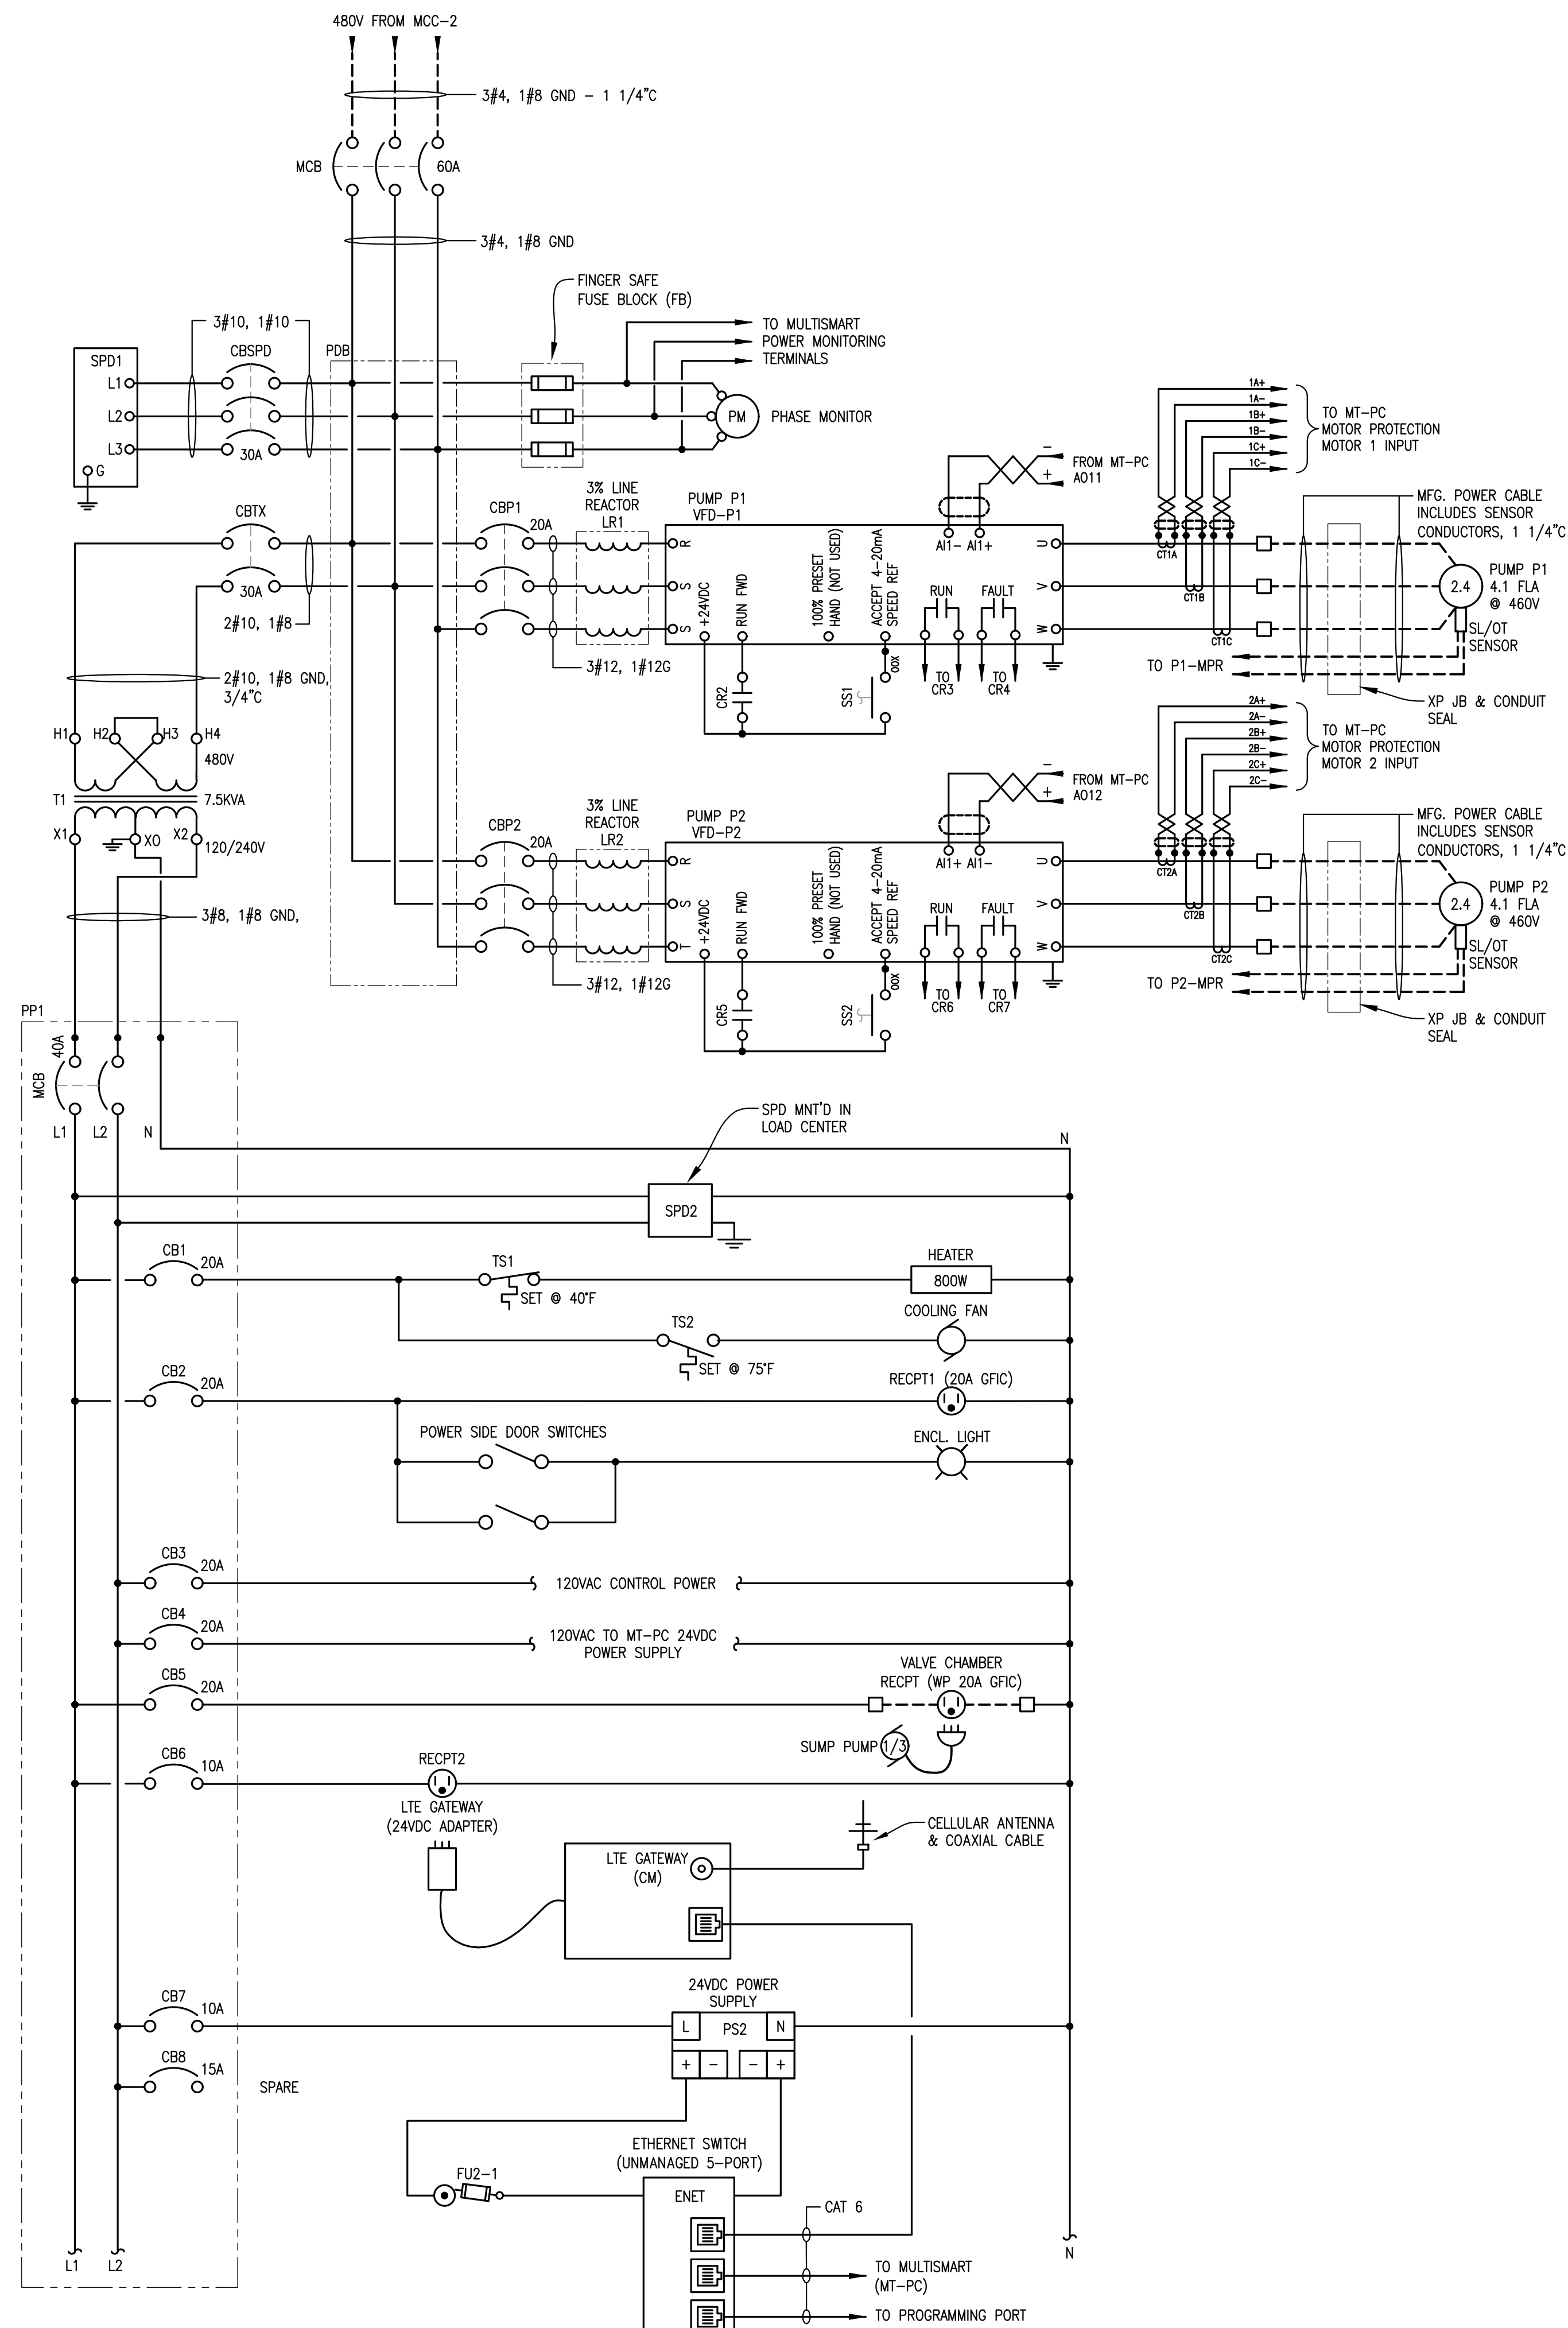 480V FROM MCC-2
3#4, 1#8 GND - 1 1/4"C
MCB
60A
3#4, 1#8 GND
FINGER SAFE
FUSE BLOCK (FB)
3#10, 1#10
SPD1
CBSPD
PDB
TO MULTISMART
POWER MONITORING
TERMINALS
L1
L2
L3
G
30A
PM
PHASE MONITOR
1A+
1A-
1B+
1B-
1C+
1C-
TO MT-PC
MOTOR PROTECTION
MOTOR 1 INPUT
CBTX
30A
2#10, 1#8
CBP1
20A
3% LINE
REACTOR
LR1
3#12, 1#12G
PUMP P1
VFD-P1
R
S
S
+24VDC
RUN FWD
100% PRESET
HAND (NOT USED)
ACCEPT 4-20mA
SPEED REF
AI1-
AI1+
-
+
FROM MT-PC
AO11
RUN
FAULT
U
V
W
CR2
SS1
XOO
TO
CR3
TO
CR4
CT1A
CT1B
CT1C
MFG. POWER CABLE
INCLUDES SENSOR
CONDUCTORS, 1 1/4"C
2.4
PUMP P1
4.1 FLA
@ 460V
SL/OT
SENSOR
TO P1-MPR
XP JB & CONDUIT
SEAL
2#10, 1#8 GND,
3/4"C
H1
H2
H3
H4
480V
T1
7.5KVA
X1
XO
X2
120/240V
3#8, 1#8 GND,
2A+
2A-
2B+
2B-
2C+
2C-
TO MT-PC
MOTOR PROTECTION
MOTOR 2 INPUT
CBP2
20A
3% LINE
REACTOR
LR2
3#12, 1#12G
PUMP P2
VFD-P2
R
S
T
+24VDC
RUN FWD
100% PRESET
HAND (NOT USED)
ACCEPT 4-20mA
SPEED REF
AI1+
AI1-
-
+
FROM MT-PC
AO12
RUN
FAULT
U
V
W
CR5
SS2
XOO
TO
CR6
TO
CR7
CT2A
CT2B
CT2C
MFG. POWER CABLE
INCLUDES SENSOR
CONDUCTORS, 1 1/4"C
2.4
PUMP P2
4.1 FLA
@ 460V
SL/OT
SENSOR
TO P2-MPR
XP JB & CONDUIT
SEAL
PP1
MCB
40A
L1
L2
N
N
SPD MNT'D IN
LOAD CENTER
SPD2
CB1
20A
TS1
SET @ 40°F
HEATER
800W
TS2
SET @ 75°F
COOLING FAN
CB2
20A
RECPT1 (20A GFIC)
POWER SIDE DOOR SWITCHES
ENCL. LIGHT
CB3
20A
120VAC CONTROL POWER
CB4
20A
120VAC TO MT-PC 24VDC
POWER SUPPLY
CB5
20A
VALVE CHAMBER
RECPT (WP 20A GFIC)
SUMP PUMP
1/3
CB6
10A
RECPT2
LTE GATEWAY
(24VDC ADAPTER)
LTE GATEWAY
(CM)
CELLULAR ANTENNA
& COAXIAL CABLE
CB7
10A
24VDC POWER
SUPPLY
L
PS2
N
+
-
-
+
CB8
15A
SPARE
ETHERNET SWITCH
(UNMANAGED 5-PORT)
FU2-1
ENET
CAT 6
L1
L2
N
TO MULTISMART
(MT-PC)
TO PROGRAMMING PORT